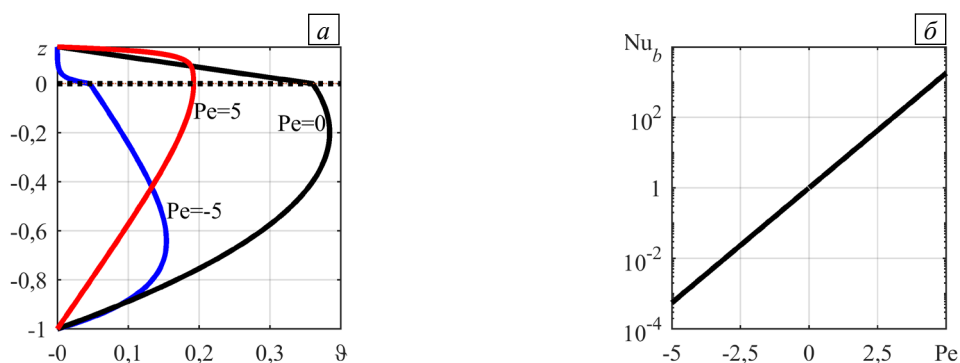 a
z
0
-0,2
-0,4
-0,6
-0,8
-1
Pe=5
Pe=0
Pe=-5
-0 0,1 0,2 0,3 ϑ
б
Nu_b
10^2
1
10^-2
10^-4
-5 -2,5 0 2,5 Pe